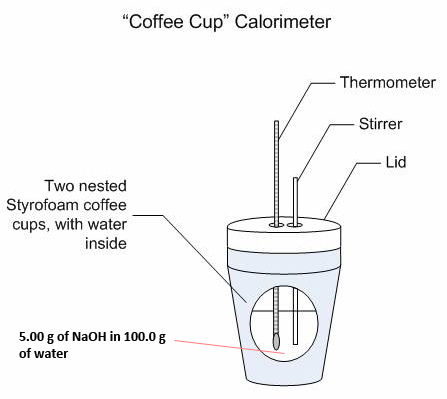 “Coffee Cup” Calorimeter
Thermometer
Stirrer
Lid
Two nested
Styrofoam coffee
cups, with water
inside
5.00 g of NaOH in 100.0 g
of water